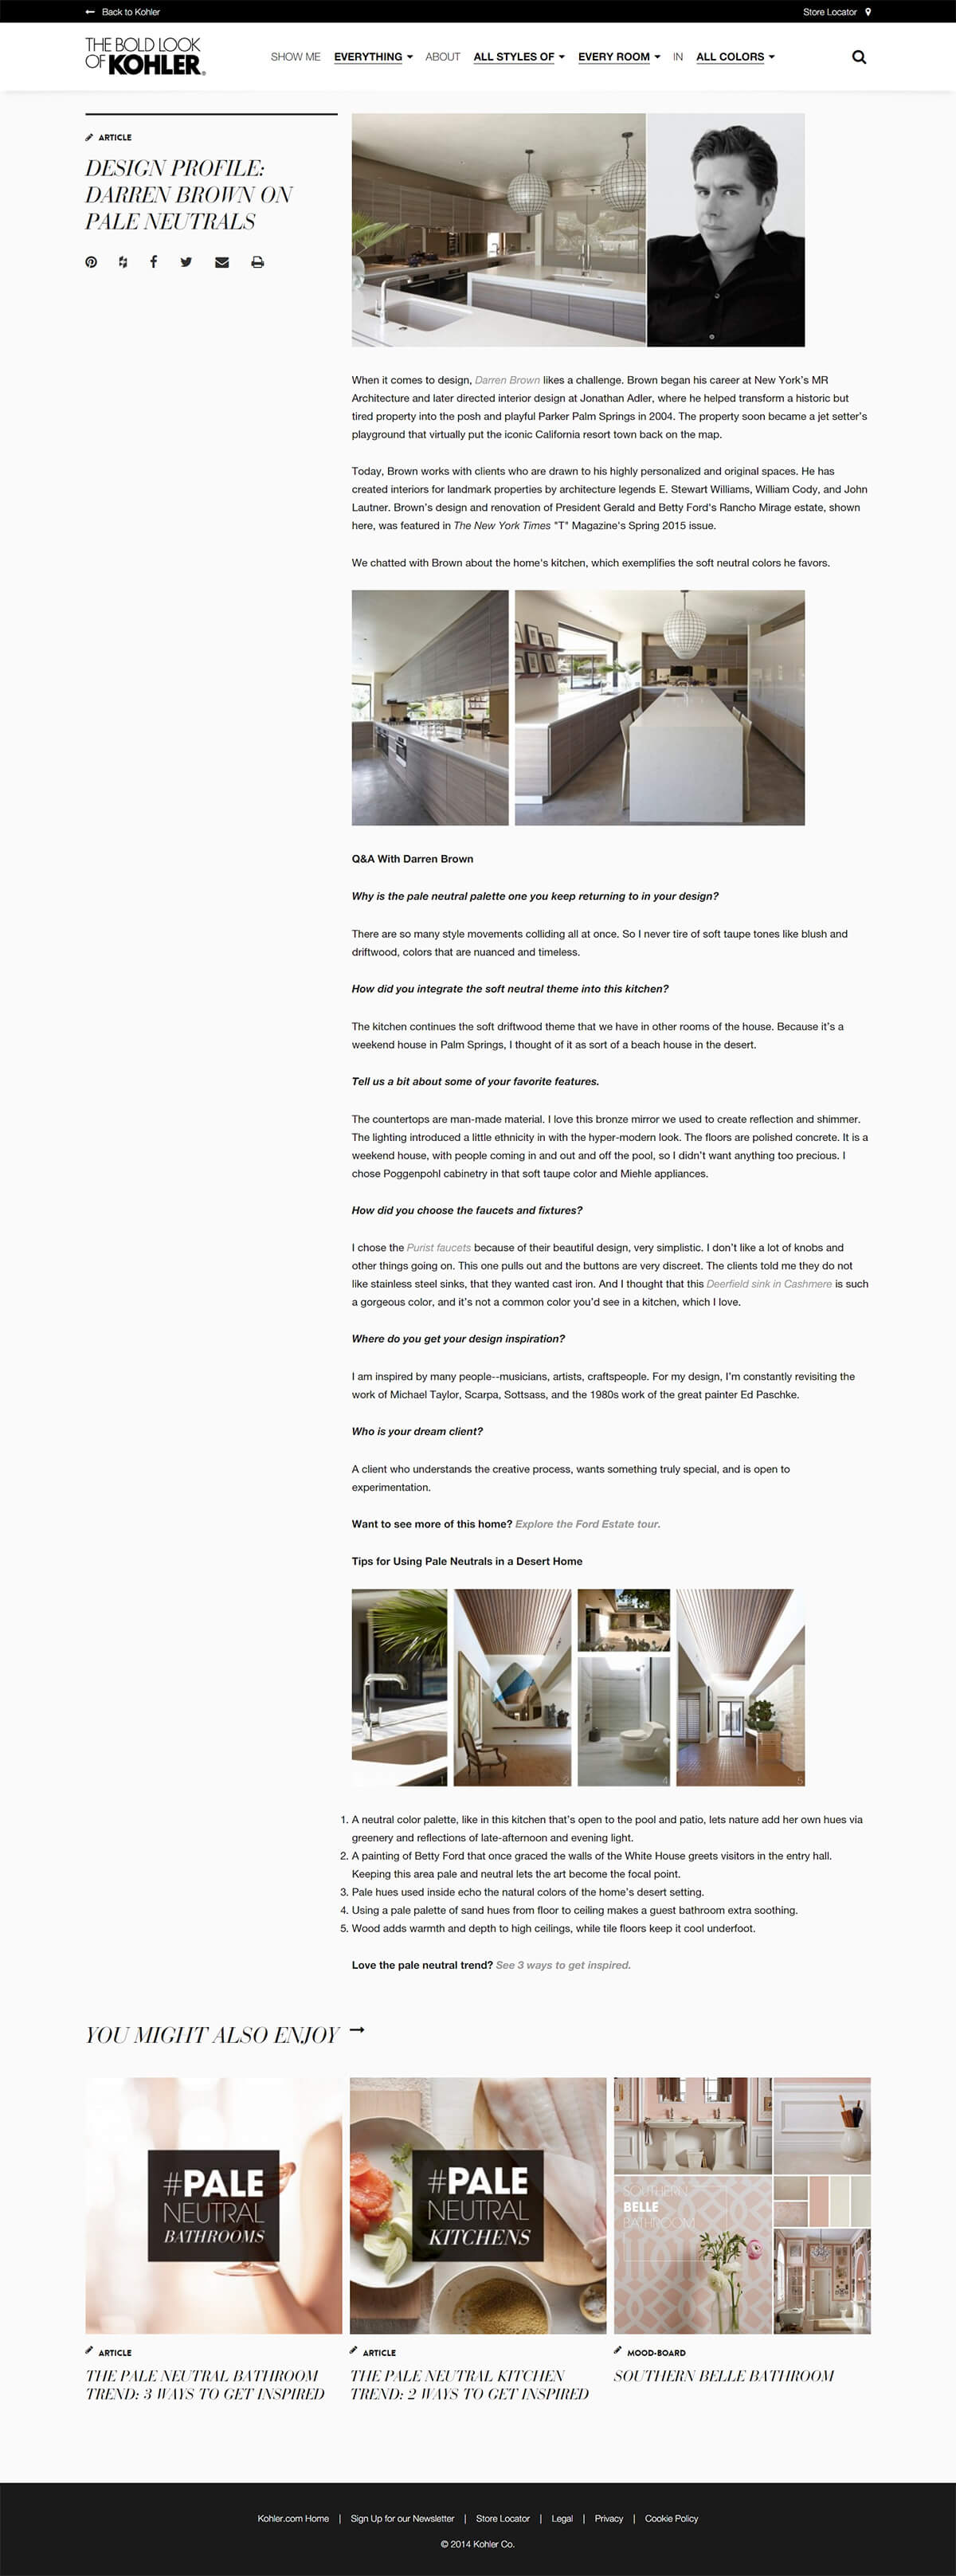 Back to Kohler
Store Locator
THE BOLD LOOK
OF KOHLER®
SHOW ME EVERYTHING ABOUT ALL STYLES OF EVERY ROOM IN ALL COLORS
ARTICLE
DESIGN PROFILE:
DARREN BROWN ON
PALE NEUTRALS
When it comes to design, Darren Brown likes a challenge. Brown began his career at New York's MR
Architecture and later directed interior design at Jonathan Adler, where he helped transform a historic but
tired property into the posh and playful Parker Palm Springs in 2004. The property soon became a jet setter's
playground that virtually put the iconic California resort town back on the map.
Today, Brown works with clients who are drawn to his highly personalized and original spaces. He has
created interiors for landmark properties by architecture legends E. Stewart Williams, William Cody, and John
Lautner. Brown's design and renovation of President Gerald and Betty Ford's Rancho Mirage estate, shown
here, was featured in The New York Times "T" Magazine's Spring 2015 issue.
We chatted with Brown about the home's kitchen, which exemplifies the soft neutral colors he favors.
Q&A With Darren Brown
Why is the pale neutral palette one you keep returning to in your design?
There are so many style movements colliding all at once. So I never tire of soft taupe tones like blush and
driftwood, colors that are nuanced and timeless.
How did you integrate the soft neutral theme into this kitchen?
The kitchen continues the soft driftwood theme that we have in other rooms of the house. Because it's a
weekend house in Palm Springs, I thought of it as sort of a beach house in the desert.
Tell us a bit about some of your favorite features.
The countertops are man-made material. I love this bronze mirror we used to create reflection and shimmer.
The lighting introduced a little ethnicity in with the hyper-modern look. The floors are polished concrete. It is a
weekend house, with people coming in and out and off the pool, so I didn't want anything too precious. I
chose Poggenpohl cabinetry in that soft taupe color and Miehle appliances.
How did you choose the faucets and fixtures?
I chose the Purist faucets because of their beautiful design, very simplistic. I don't like a lot of knobs and
other things going on. This one pulls out and the buttons are very discreet. The clients told me they do not
like stainless steel sinks, that they wanted cast iron. And I thought that this Deerfield sink in Cashmere is such
a gorgeous color, and it's not a common color you'd see in a kitchen, which I love.
Where do you get your design inspiration?
I am inspired by many people--musicians, artists, craftspeople. For my design, I'm constantly revisiting the
work of Michael Taylor, Scarpa, Sottsass, and the 1980s work of the great painter Ed Paschke.
Who is your dream client?
A client who understands the creative process, wants something truly special, and is open to
experimentation.
Want to see more of this home? Explore the Ford Estate tour.
Tips for Using Pale Neutrals in a Desert Home
1 2 4 5
1. A neutral color palette, like in this kitchen that's open to the pool and patio, lets nature add her own hues via
greenery and reflections of late-afternoon and evening light.
2. A painting of Betty Ford that once graced the walls of the White House greets visitors in the entry hall.
Keeping this area pale and neutral lets the art become the focal point.
3. Pale hues used inside echo the natural colors of the home's desert setting.
4. Using a pale palette of sand hues from floor to ceiling makes a guest bathroom extra soothing.
5. Wood adds warmth and depth to high ceilings, while tile floors keep it cool underfoot.
Love the pale neutral trend? See 3 ways to get inspired.
YOU MIGHT ALSO ENJOY
#PALE
NEUTRAL
BATHROOMS
#PALE
NEUTRAL
KITCHENS
SOUTHERN
BELLE
BATHROOM
ARTICLE
THE PALE NEUTRAL BATHROOM
TREND: 3 WAYS TO GET INSPIRED
ARTICLE
THE PALE NEUTRAL KITCHEN
TREND: 2 WAYS TO GET INSPIRED
MOOD-BOARD
SOUTHERN BELLE BATHROOM
Kohler.com Home | Sign Up for our Newsletter | Store Locator | Legal | Privacy | Cookie Policy
© 2014 Kohler Co.